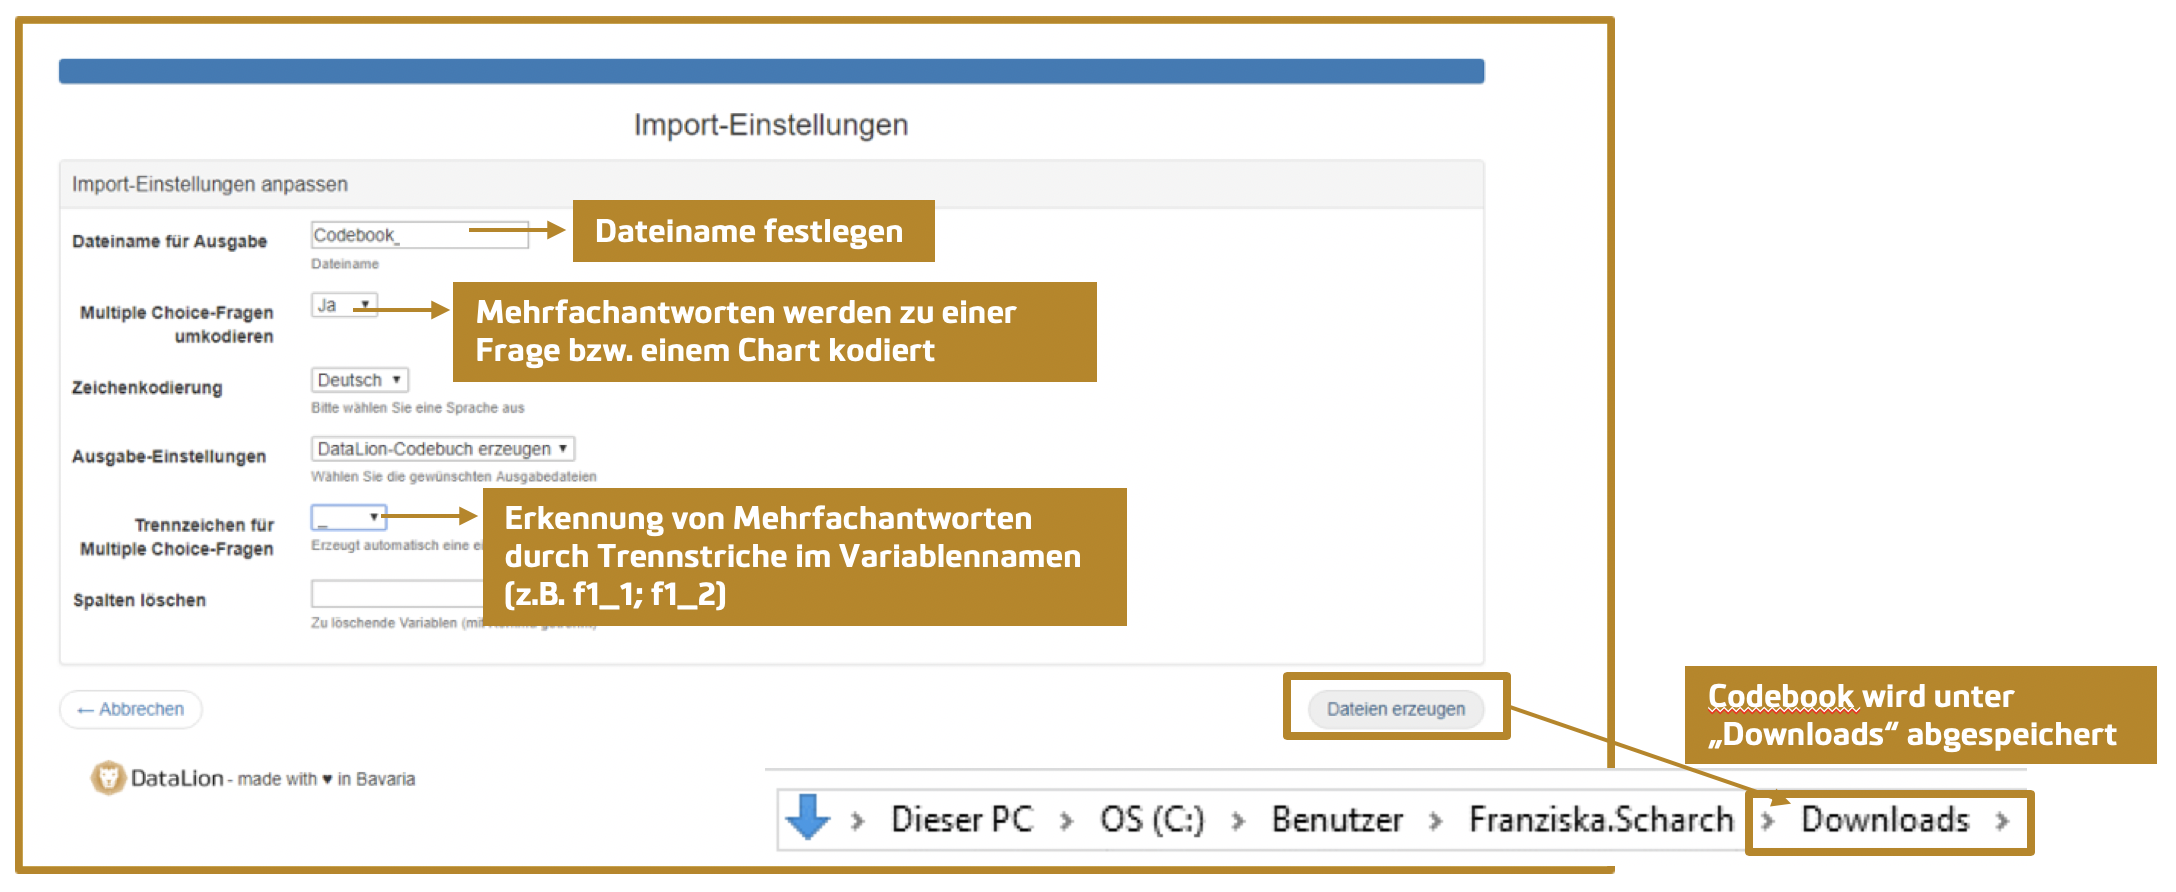 Import-Einstellungen
Import-Einstellungen anpassen
Dateiname für Ausgabe
Codebook_
Dateiname
Dateiname festlegen
Multiple Choice-Fragen
umkodieren
Ja
Mehrfachantworten werden zu einer
Frage bzw. einem Chart kodiert
Zeichenkodierung
Deutsch
Bitte wählen Sie eine Sprache aus
Ausgabe-Einstellungen
DataLion-Codebuch erzeugen
Wählen Sie die gewünschten Ausgabedateien
Trennzeichen für
Multiple Choice-Fragen
_
Erzeugt automatisch eine
Erkennung von Mehrfachantworten
durch Trennstriche im Variablennamen
(z.B. f1_1; f1_2)
Spalten löschen
Zu löschende Variablen
← Abbrechen
Dateien erzeugen
Codebook wird unter
„Downloads“ abgespeichert
DataLion - made with ♥ in Bavaria
› Dieser PC › OS (C:) › Benutzer › Franziska.Scharch › Downloads ›